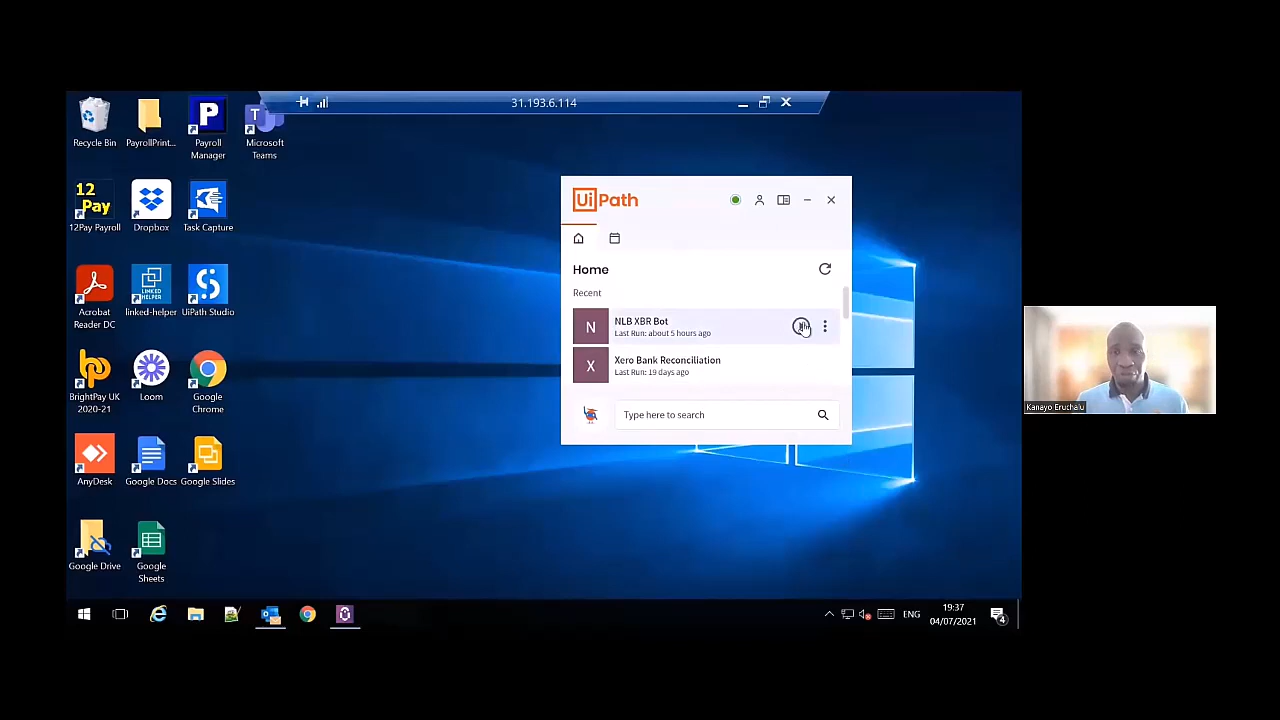 31.193.6.114
Recycle Bin
PayrollPrint...
Payroll
Manager
Microsoft
Teams
12
Pay
12Pay Payroll
Dropbox
Task Capture
Acrobat
Reader DC
LINKED
HELPER
linked-helper
UiPath Studio
BrightPay UK
2020-21
Loom
Google
Chrome
AnyDesk
Google Docs
Google Slides
Google Drive
Google
Sheets
UiPath
Home
Recent
N
NLB XBR Bot
Last Run: about 5 hours ago
X
Xero Bank Reconciliation
Last Run: 19 days ago
Type here to search
Kanayo Eruchalu
ENG
19:37
04/07/2021
4